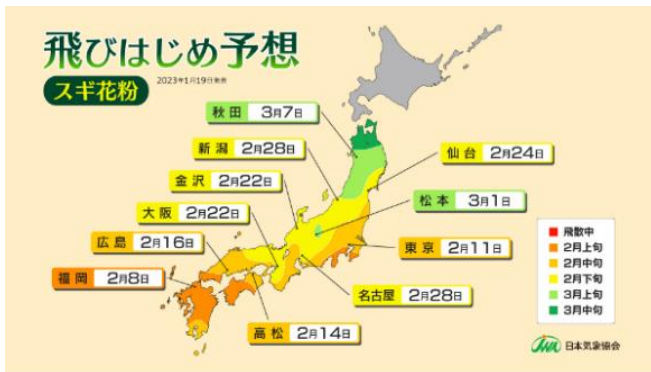 飛びはじめ予想
スギ花粉
2023年1月19日発表
秋田 3月7日
新潟 2月28日
仙台 2月24日
金沢 2月22日
松本 3月1日
大阪 2月22日
広島 2月16日
東京 2月11日
福岡 2月8日
名古屋 2月28日
高松 2月14日
飛散中
2月上旬
2月中旬
2月下旬
3月上旬
3月中旬
JWA 日本気象協会